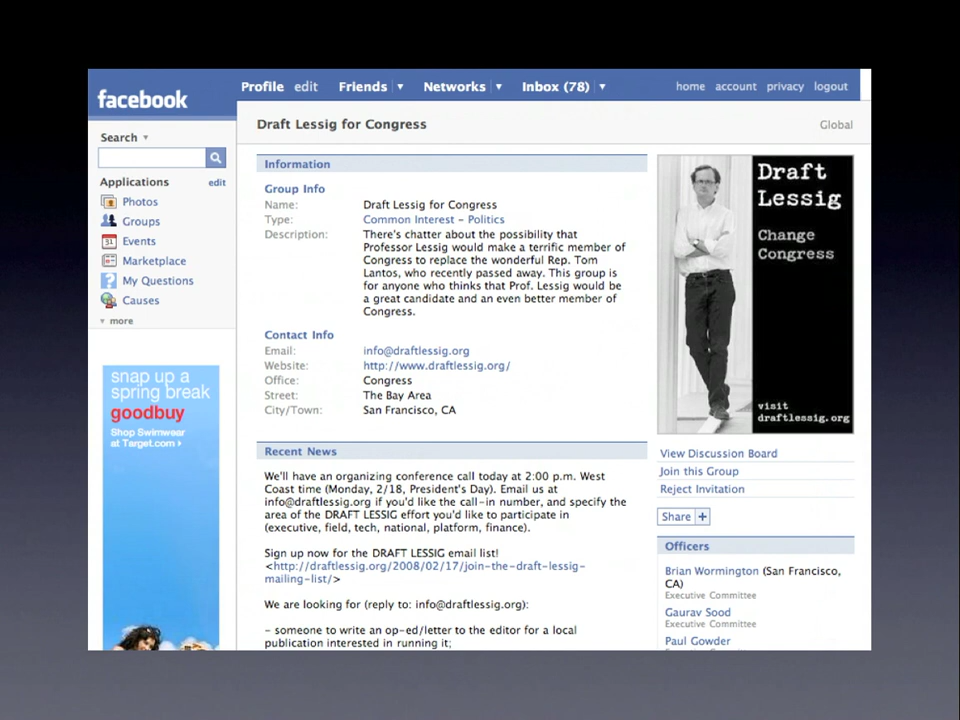 facebook
Profile edit Friends Networks Inbox (78) home account privacy logout
Search
Applications edit
Photos
Groups
31 Events
Marketplace
? My Questions
Causes
more
snap up a
spring break
goodbuy
Shop Swimwear
at Target.com
Draft Lessig for Congress Global
Information
Group Info
Name: Draft Lessig for Congress
Type: Common Interest - Politics
Description: There's chatter about the possibility that
Professor Lessig would make a terrific member of
Congress to replace the wonderful Rep. Tom
Lantos, who recently passed away. This group is
for anyone who thinks that Prof. Lessig would be
a great candidate and an even better member of
Congress.
Contact Info
Email: info@draftlessig.org
Website: http://www.draftlessig.org/
Office: Congress
Street: The Bay Area
City/Town: San Francisco, CA
Recent News
We'll have an organizing conference call today at 2:00 p.m. West
Coast time (Monday, 2/18, President's Day). Email us at
info@draftlessig.org if you'd like the call-in number, and specify the
area of the DRAFT LESSIG effort you'd like to participate in
(executive, field, tech, national, platform, finance).
Sign up now for the DRAFT LESSIG email list!
<http://draftlessig.org/2008/02/17/join-the-draft-lessig-
mailing-list/>
We are looking for (reply to: info@draftlessig.org):
- someone to write an op-ed/letter to the editor for a local
publication interested in running it;
Draft
Lessig
Change
Congress
visit
draftlessig.org
View Discussion Board
Join this Group
Reject Invitation
Share +
Officers
Brian Wormington (San Francisco,
CA)
Executive Committee
Gaurav Sood
Executive Committee
Paul Gowder